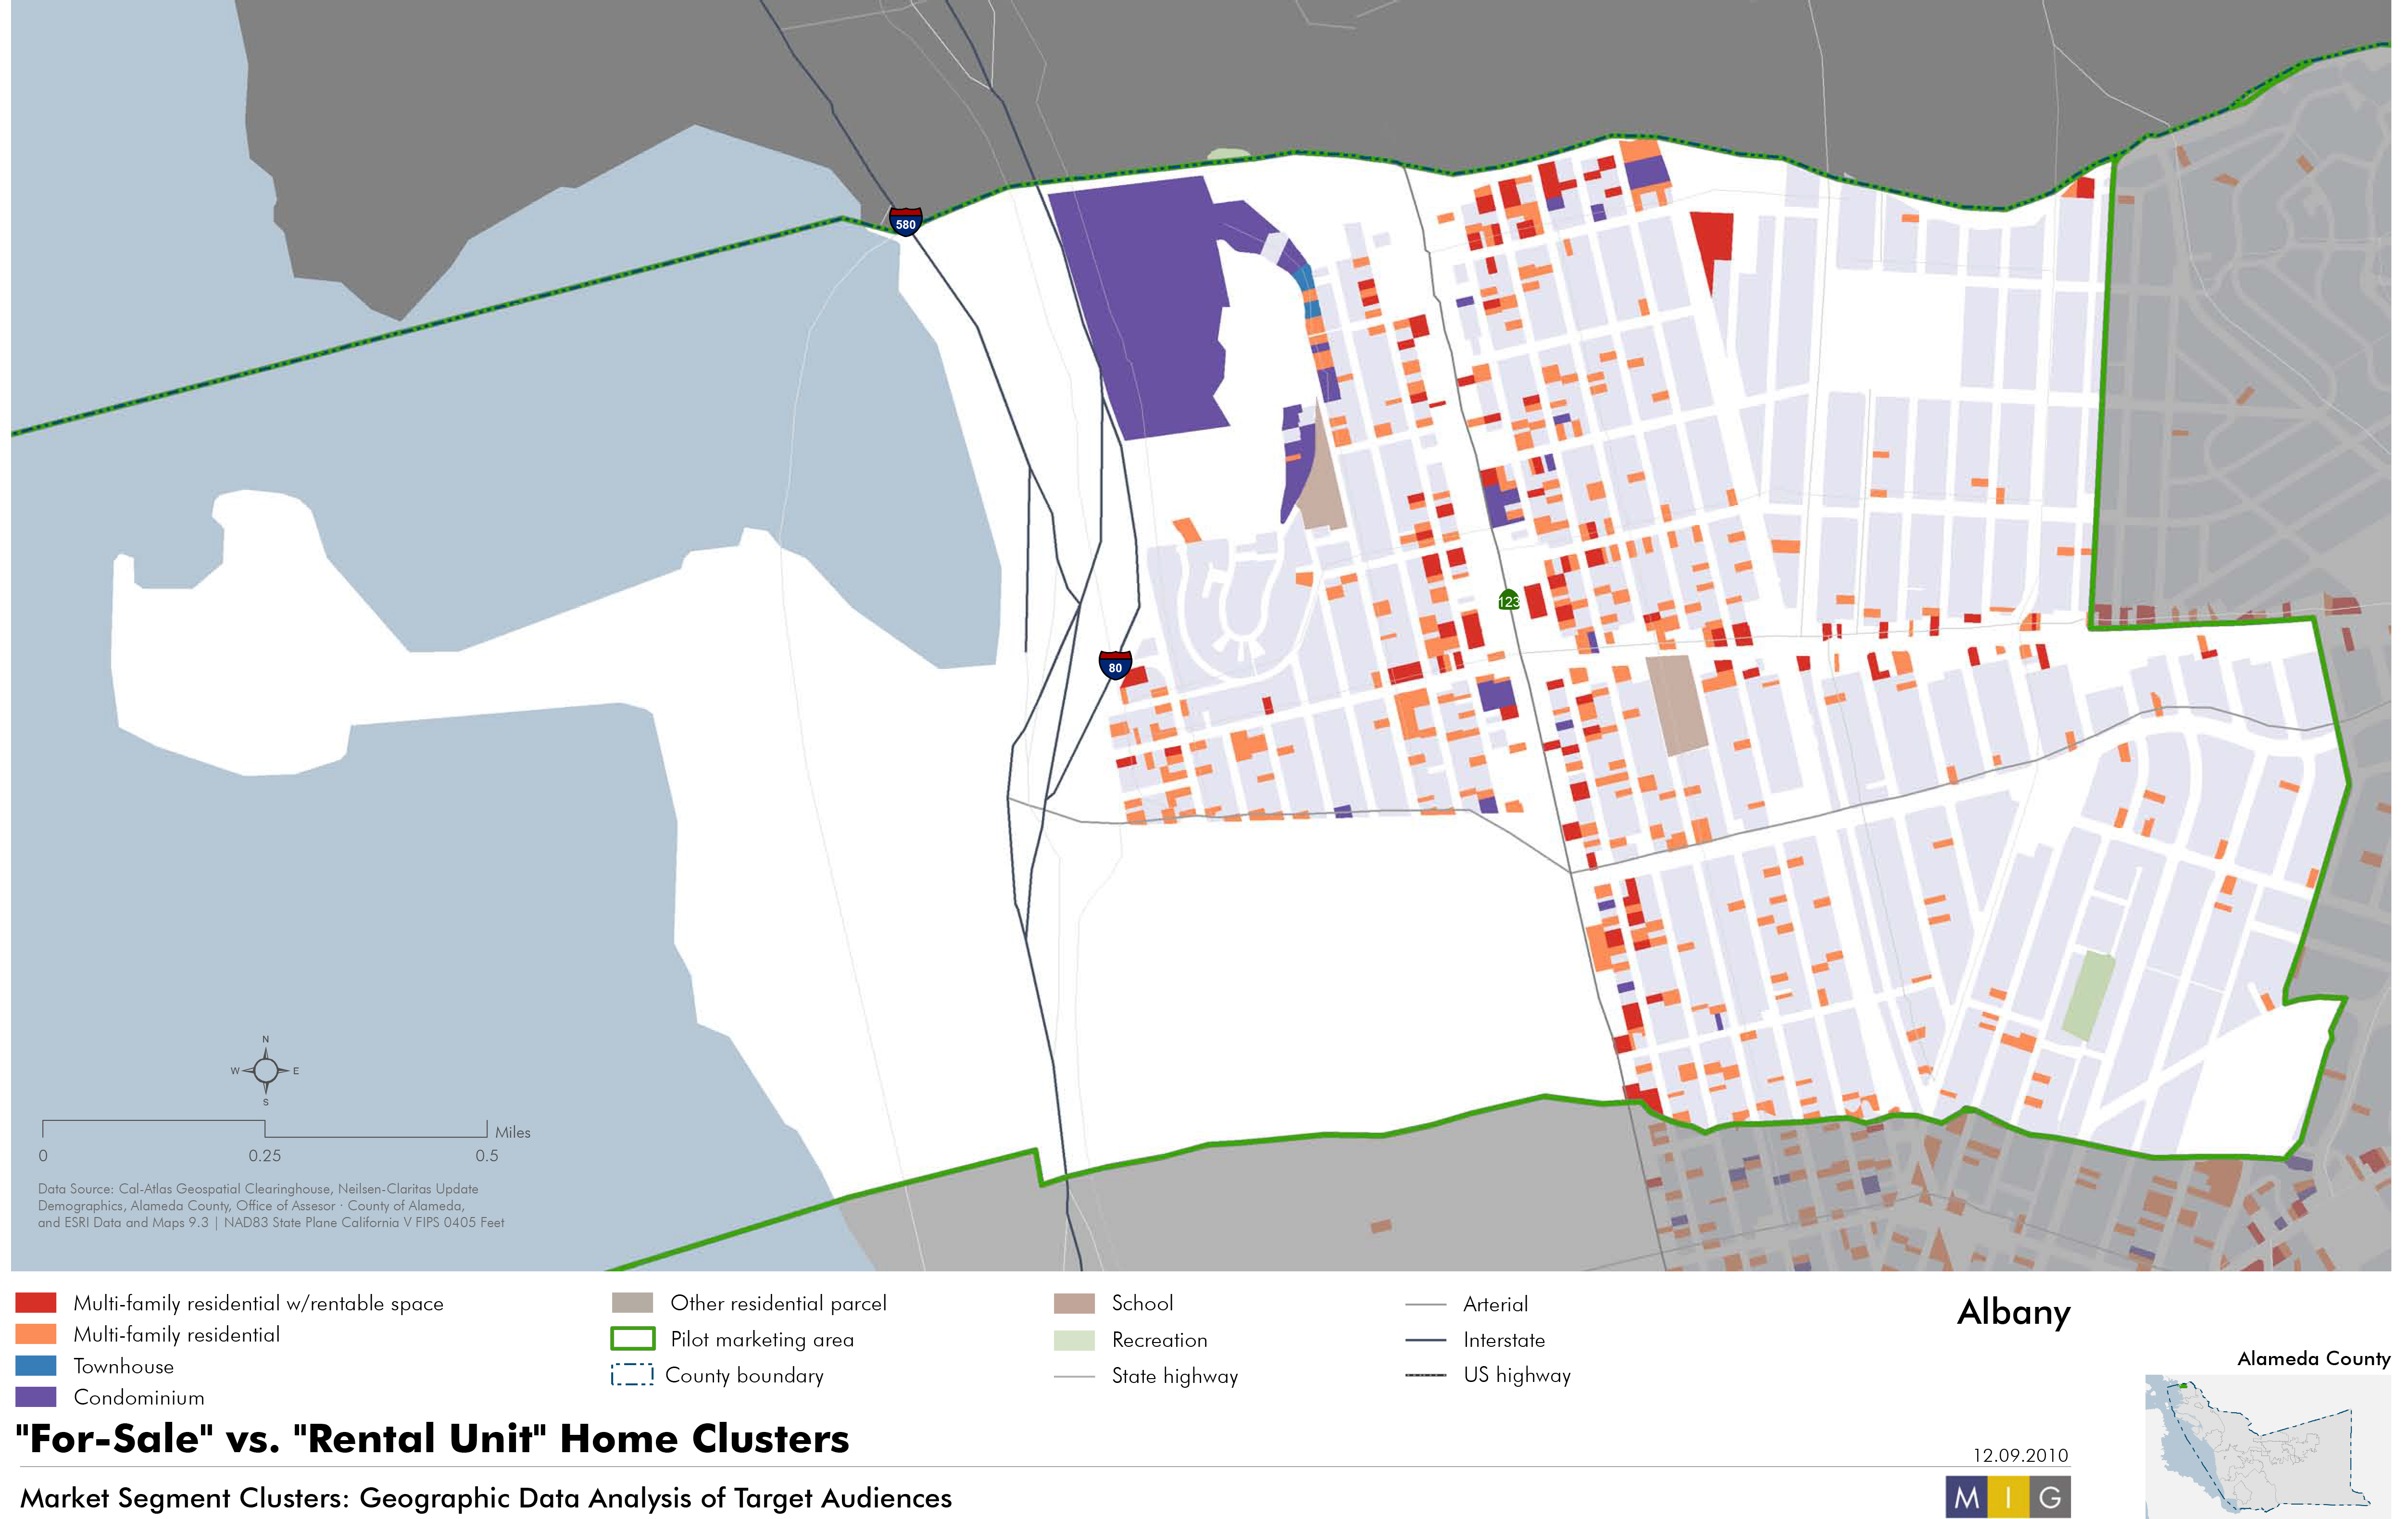 580
123
80
N
W E
S
Miles
0 0.25 0.5
Data Source: Cal-Atlas Geospatial Clearinghouse, Neilsen-Claritas Update
Demographics, Alameda County, Office of Assessor · County of Alameda,
and ESRI Data and Maps 9.3 | NAD83 State Plane California V FIPS 0405 Feet
Multi-family residential w/rentable space
Multi-family residential
Townhouse
Condominium
Other residential parcel
Pilot marketing area
County boundary
School
Recreation
State highway
Arterial
Interstate
US highway
Albany
Alameda County
"For-Sale" vs. "Rental Unit" Home Clusters
12.09.2010
Market Segment Clusters: Geographic Data Analysis of Target Audiences
M I G